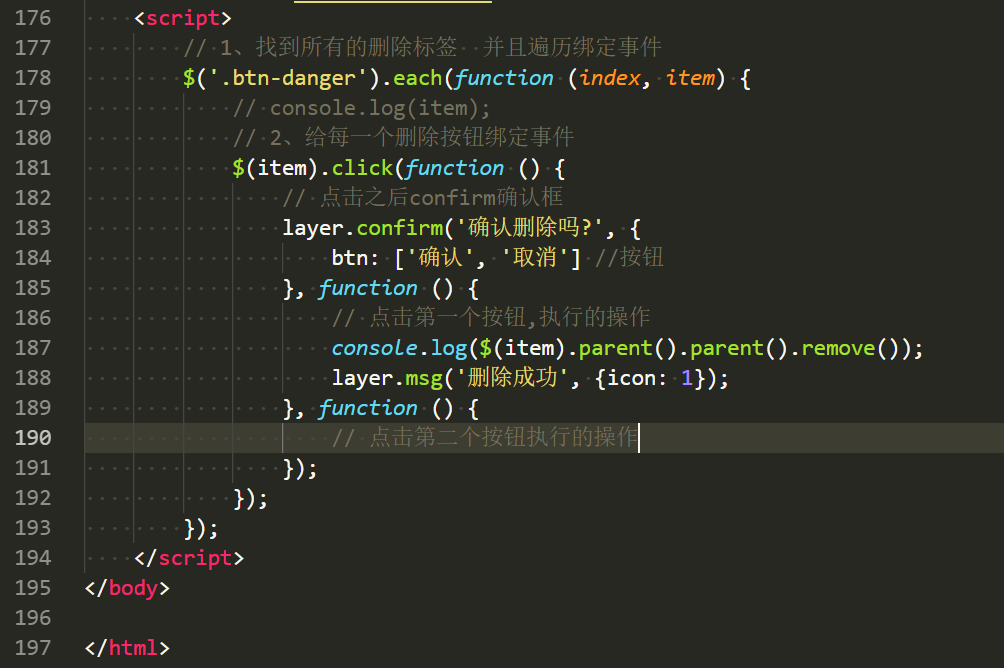 176 <script>
177 // 1、找到所有的删除标签 并且遍历绑定事件
178 $('.btn-danger').each(function (index, item) {
179 // console.log(item);
180 // 2、给每一个删除按钮绑定事件
181 $(item).click(function () {
182 // 点击之后confirm确认框
183 layer.confirm('确认删除吗?', {
184 btn: ['确认', '取消'] //按钮
185 }, function () {
186 // 点击第一个按钮,执行的操作
187 console.log($(item).parent().parent().remove());
188 layer.msg('删除成功', {icon: 1});
189 }, function () {
190 // 点击第二个按钮执行的操作
191 });
192 });
193 });
194 </script>
195 </body>
196
197 </html>